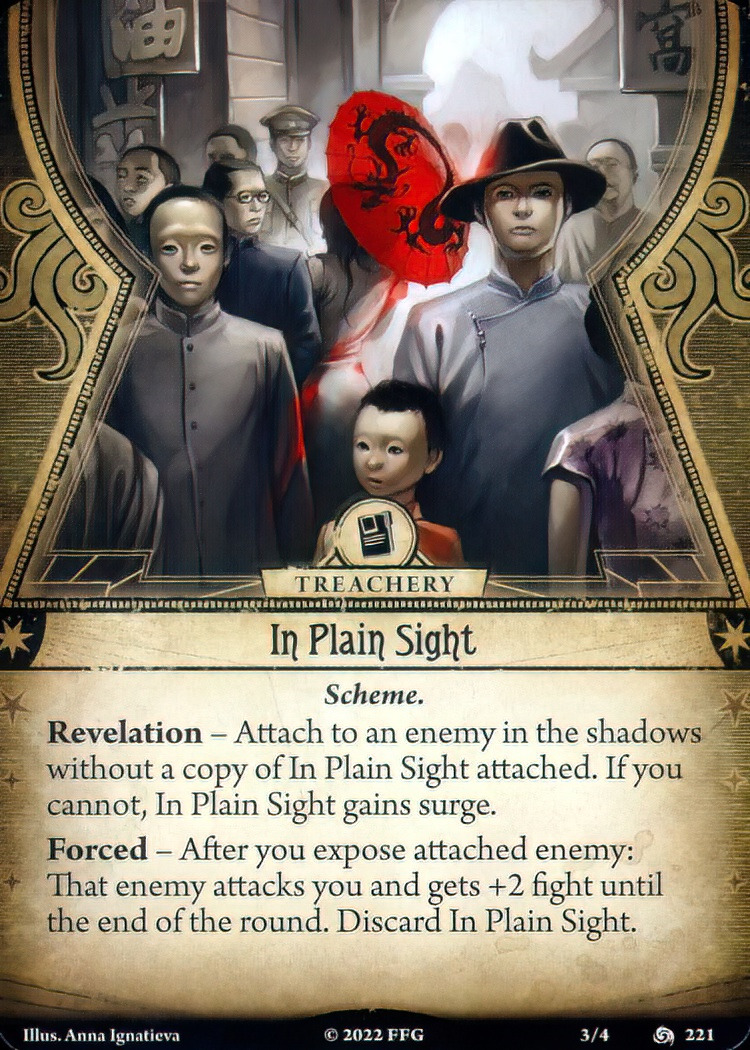 油
窩
TREACHERY
In Plain Sight
Scheme.
Revelation – Attach to an enemy in the shadows
without a copy of In Plain Sight attached. If you
cannot, In Plain Sight gains surge.
Forced – After you expose attached enemy:
That enemy attacks you and gets +2 fight until
the end of the round. Discard In Plain Sight.
Illus. Anna Ignatieva
© 2022 FFG
3/4
221